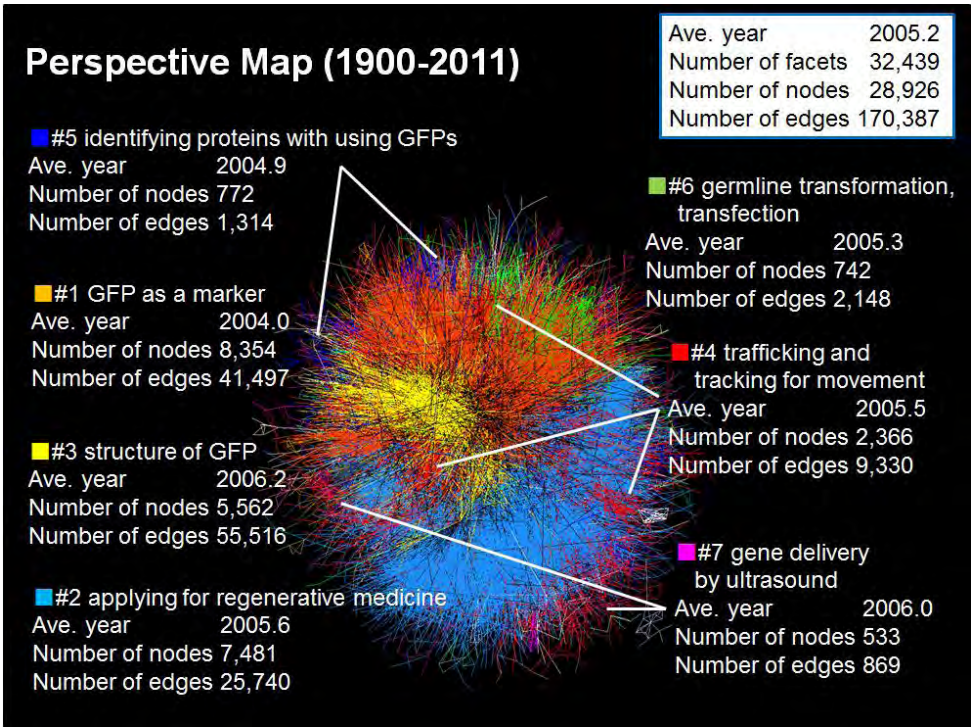 Perspective Map (1900-2011)
Ave. year 2005.2
Number of facets 32,439
Number of nodes 28,926
Number of edges 170,387
#5 identifying proteins with using GFPs
Ave. year 2004.9
Number of nodes 772
Number of edges 1,314
#1 GFP as a marker
Ave. year 2004.0
Number of nodes 8,354
Number of edges 41,497
#3 structure of GFP
Ave. year 2006.2
Number of nodes 5,562
Number of edges 55,516
#2 applying for regenerative medicine
Ave. year 2005.6
Number of nodes 7,481
Number of edges 25,740
#6 germline transformation,
transfection
Ave. year 2005.3
Number of nodes 742
Number of edges 2,148
#4 trafficking and
tracking for movement
Ave. year 2005.5
Number of nodes 2,366
Number of edges 9,330
#7 gene delivery
by ultrasound
Ave. year 2006.0
Number of nodes 533
Number of edges 869